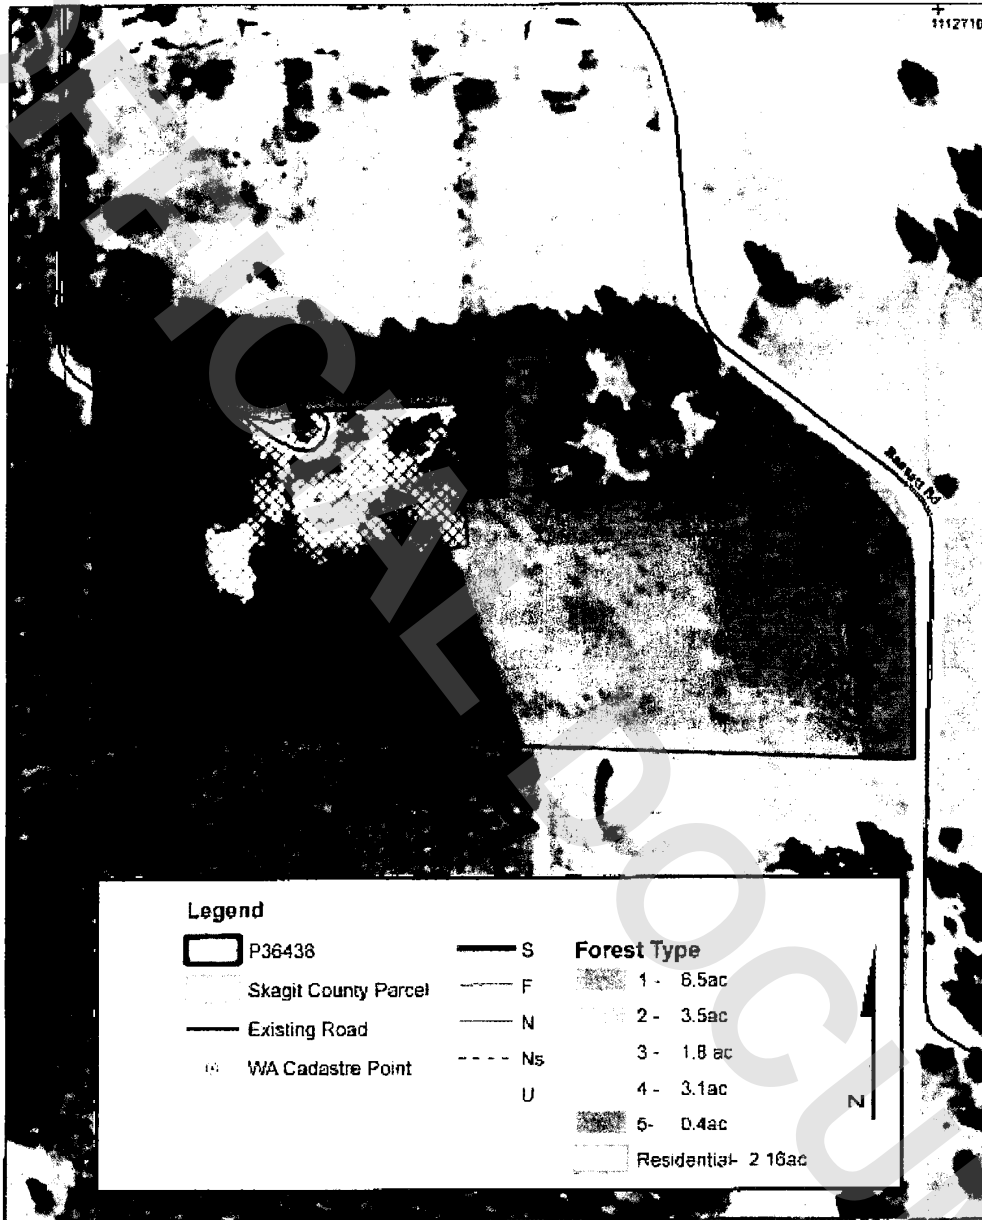 1112710
Legend
P36438
Skagit County Parcel
Existing Road
WA Cadastre Point
S
F
N
Ns
U
Forest Type
1 - 6.5ac
2 - 3.5ac
3 - 1.8 ac
4 - 3.1ac
5- 0.4ac
Residential- 2 16ac
N